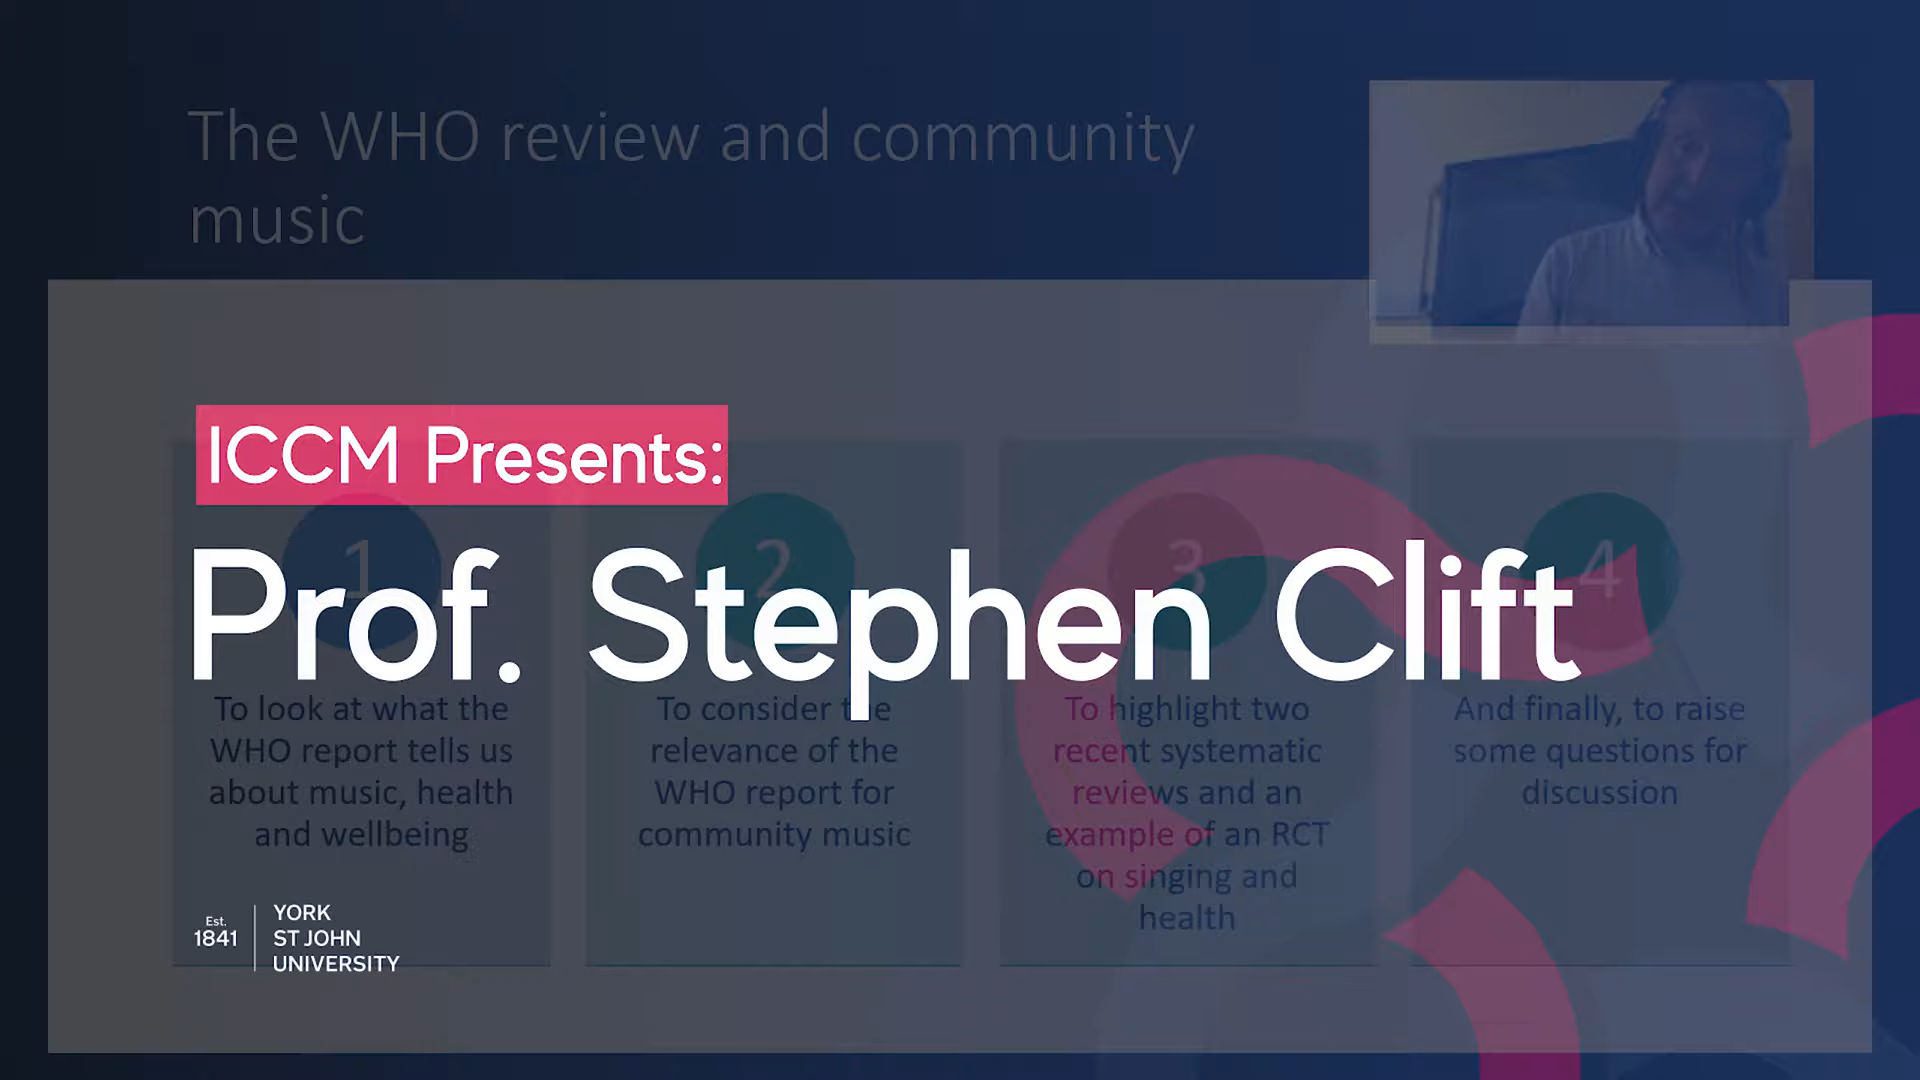 The WHO review and community
music
ICCM Presents:
Prof. Stephen Clift
1
2
3
4
To look at what the
WHO report tells us
about music, health
and wellbeing
To consider the
relevance of the
WHO report for
community music
To highlight two
recent systematic
reviews and an
example of an RCT
on singing and
health
And finally, to raise
some questions for
discussion
Est.
1841
YORK
ST JOHN
UNIVERSITY